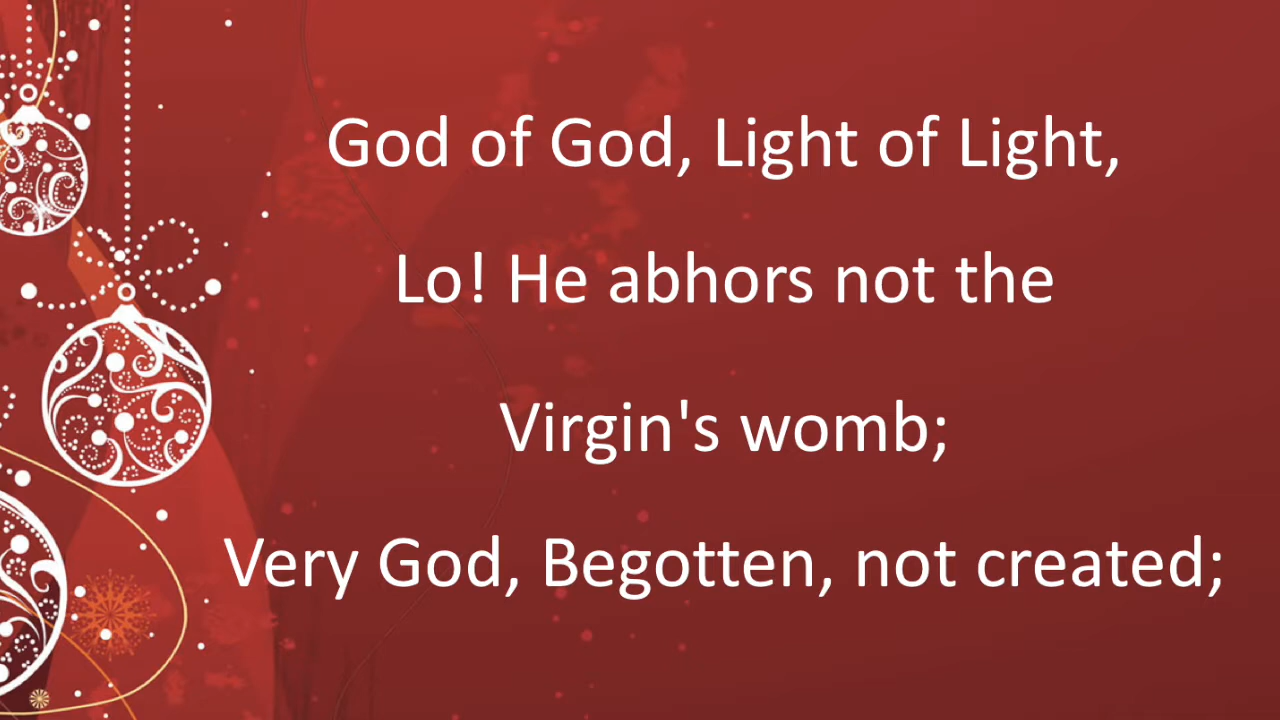 God of God, Light of Light,
Lo! He abhors not the
Virgin's womb;
Very God, Begotten, not created;